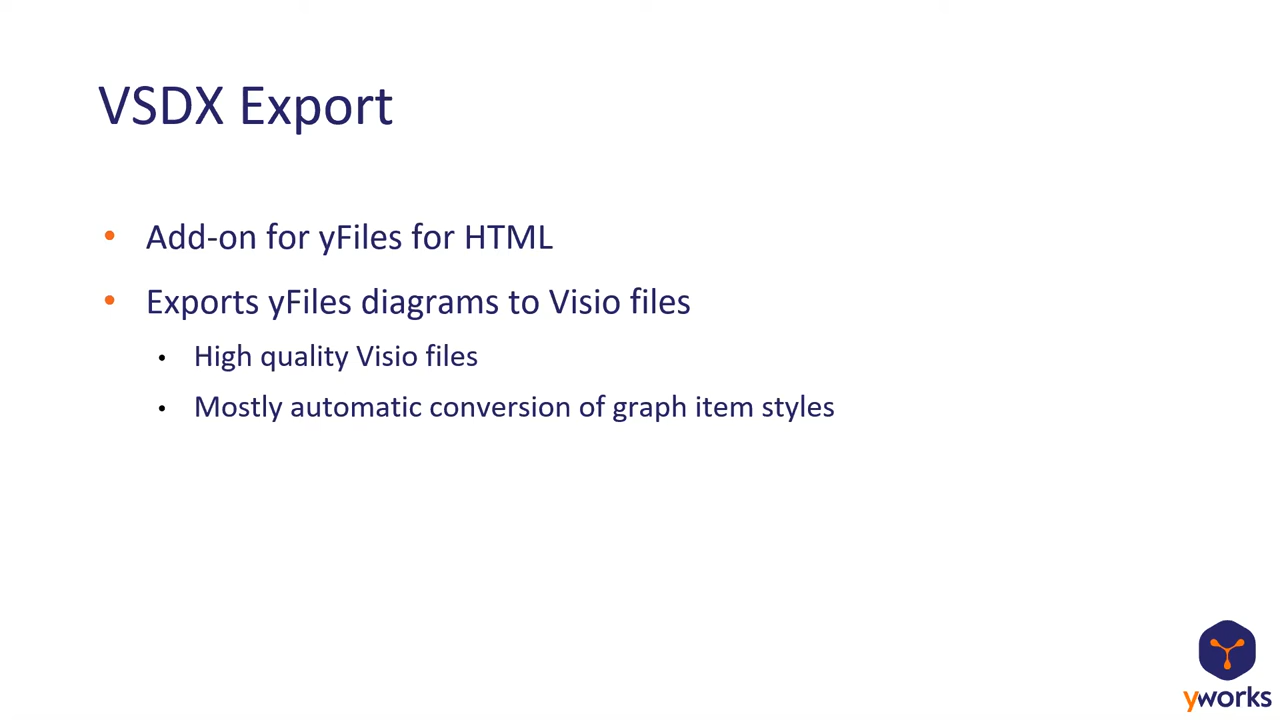 VSDX Export
• Add-on for yFiles for HTML
• Exports yFiles diagrams to Visio files
• High quality Visio files
• Mostly automatic conversion of graph item styles
yworks